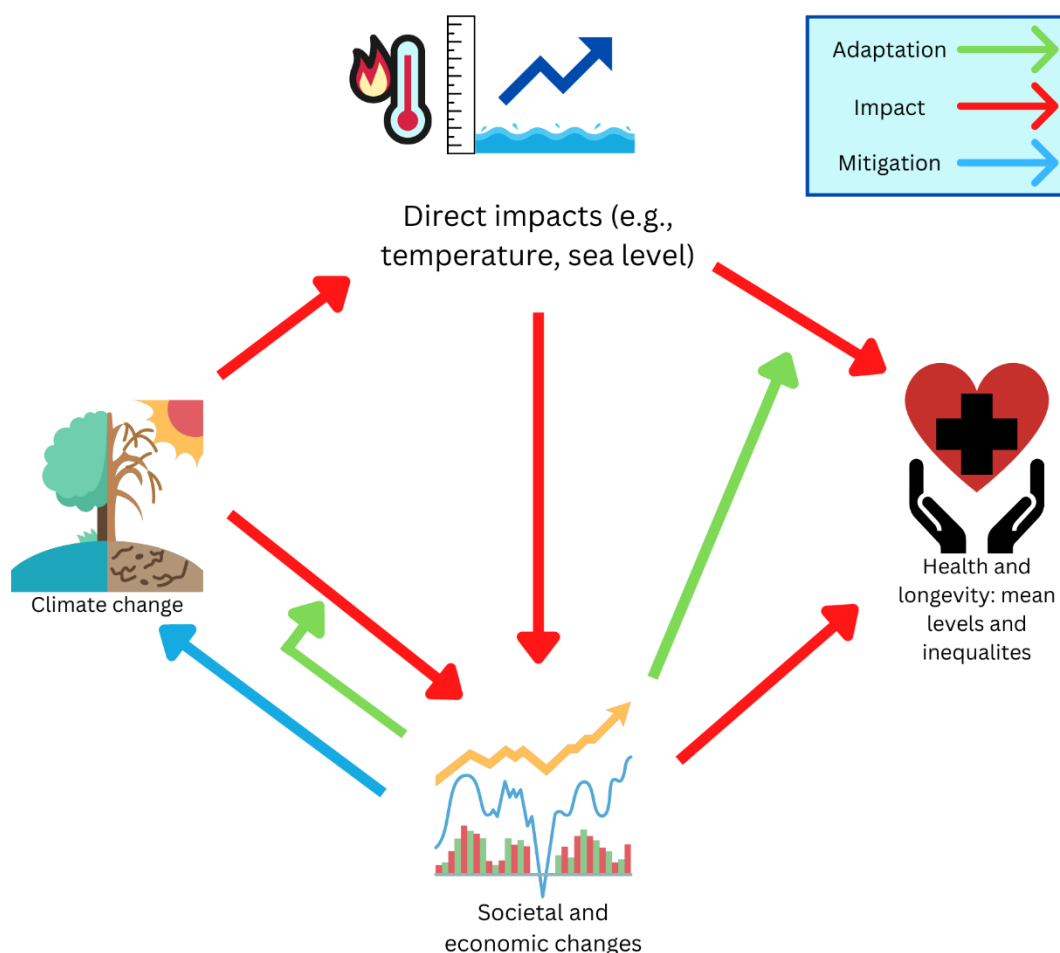 Adaptation
Impact
Mitigation
Direct impacts (e.g.,
temperature, sea level)
Climate change
Health and
longevity: mean
levels and
inequalites
Societal and
economic changes